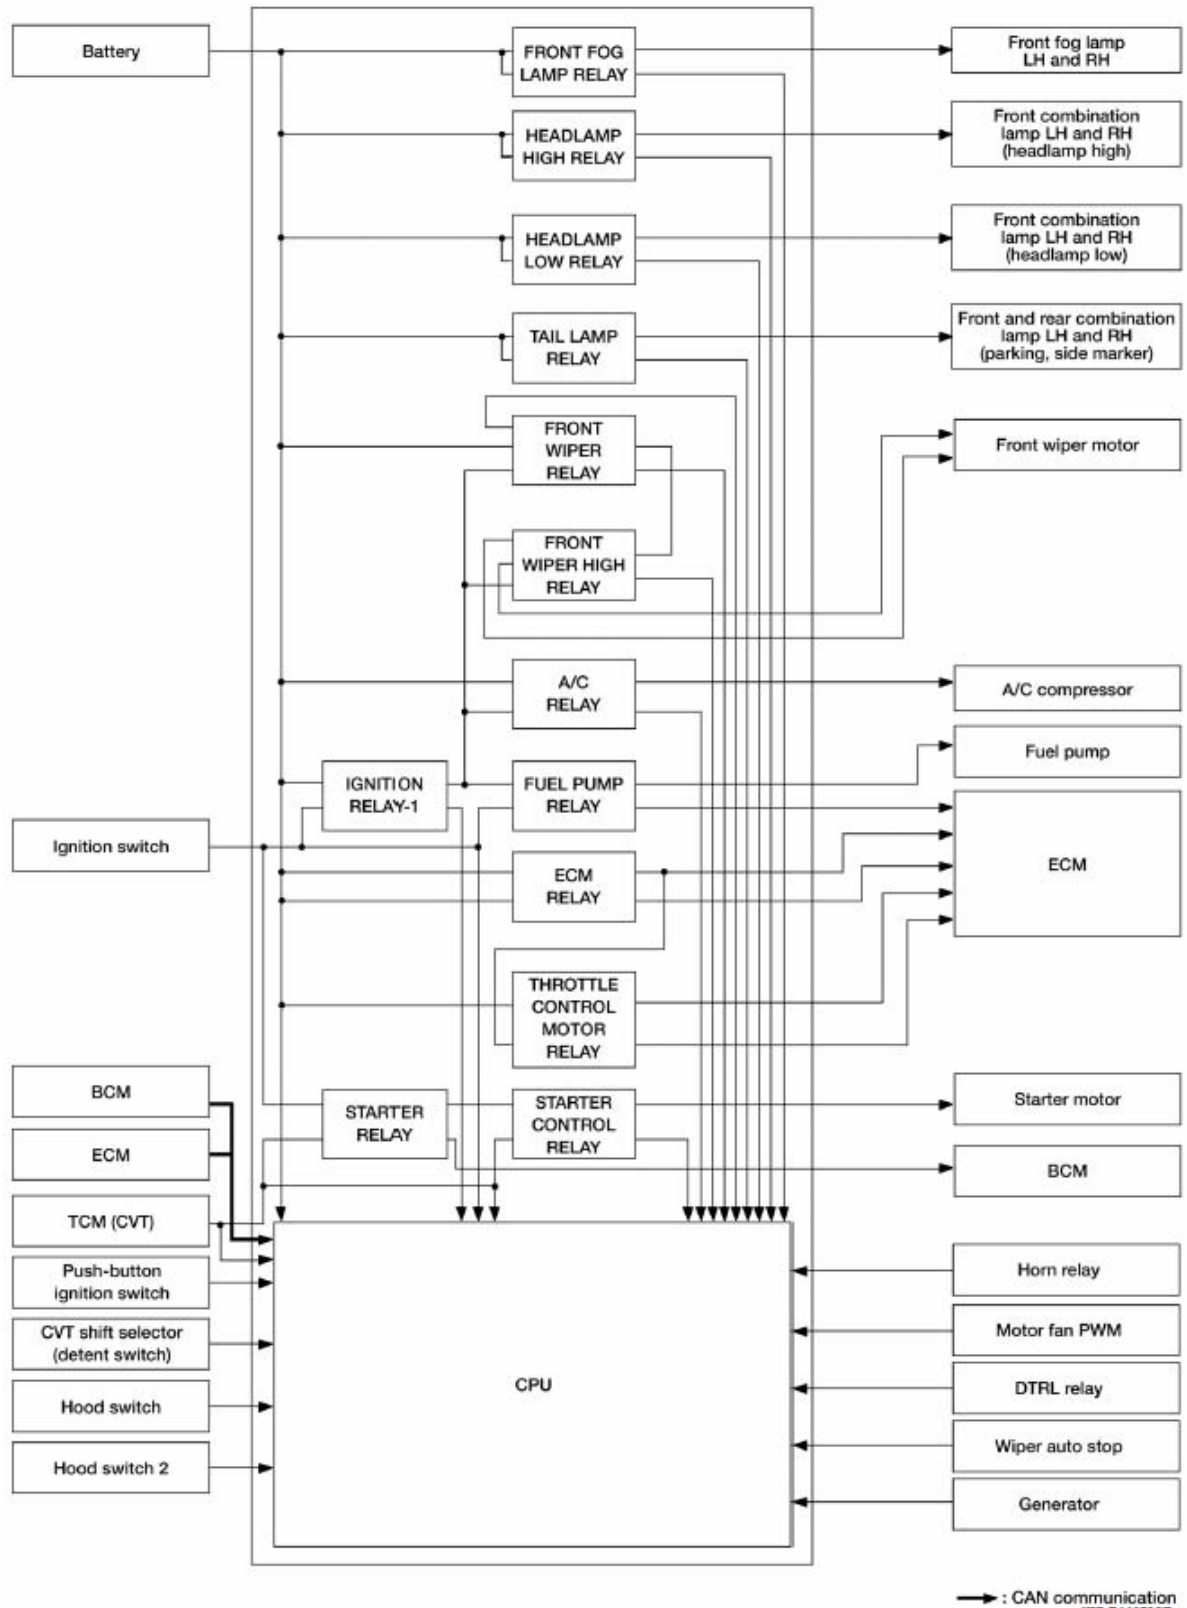 Battery
FRONT FOG
LAMP RELAY
Front fog lamp
LH and RH
HEADLAMP
HIGH RELAY
Front combination
lamp LH and RH
(headlamp high)
HEADLAMP
LOW RELAY
Front combination
lamp LH and RH
(headlamp low)
TAIL LAMP
RELAY
Front and rear combination
lamp LH and RH
(parking, side marker)
FRONT
WIPER
RELAY
Front wiper motor
FRONT
WIPER HIGH
RELAY
A/C
RELAY
A/C compressor
IGNITION
RELAY-1
FUEL PUMP
RELAY
Fuel pump
Ignition switch
ECM
RELAY
ECM
THROTTLE
CONTROL
MOTOR
RELAY
BCM
STARTER
RELAY
STARTER
CONTROL
RELAY
Starter motor
ECM
BCM
TCM (CVT)
Push-button
ignition switch
CVT shift selector
(detent switch)
Hood switch
Hood switch 2
CPU
Horn relay
Motor fan PWM
DTRL relay
Wiper auto stop
Generator
: CAN communication